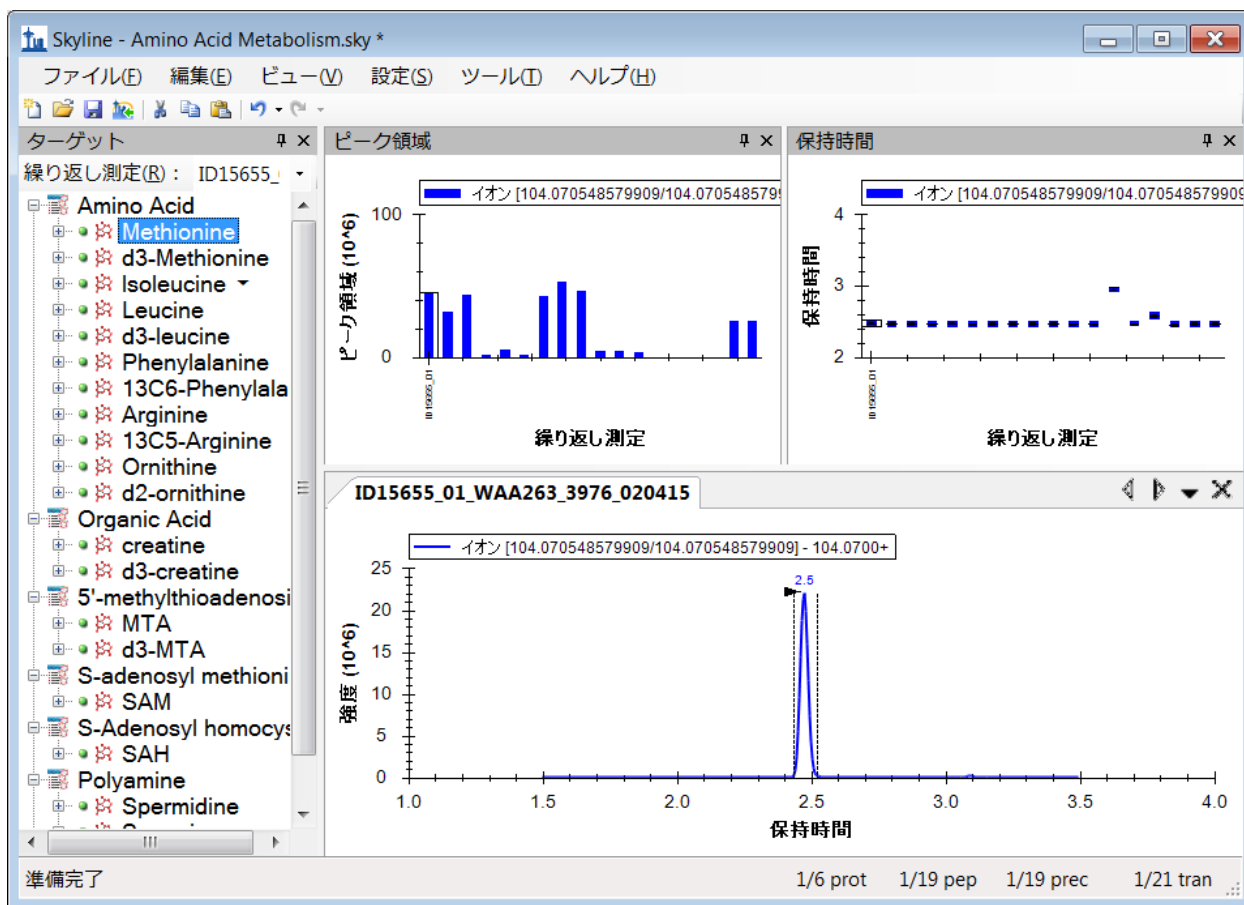 Skyline - Amino Acid Metabolism.sky *
ファイル(F) 編集(E) ビュー(V) 設定(S) ツール(T) ヘルプ(H)
ターゲット
繰り返し測定(R)： ID15655_
Amino Acid
Methionine
d3-Methionine
Isoleucine
Leucine
d3-leucine
Phenylalanine
13C6-Phenylala
Arginine
13C5-Arginine
Ornithine
d2-ornithine
Organic Acid
creatine
d3-creatine
5'-methylthioadenosi
MTA
d3-MTA
S-adenosyl methioni
SAM
S-Adenosyl homocys
SAH
Polyamine
Spermidine
ピーク領域
イオン [104.070548579909/104.0705485799
100
0
ピーク領域 (10^6)
ID15655_01
繰り返し測定
保持時間
イオン [104.070548579909/104.070548579909
4
3
2
保持時間
ID15655_01
繰り返し測定
ID15655_01_WAA263_3976_020415
イオン [104.070548579909/104.070548579909] - 104.0700+
2.5
25
20
15
10
5
0
強度 (10^6)
1.0 1.5 2.0 2.5 3.0 3.5 4.0
保持時間
準備完了 1/6 prot 1/19 pep 1/19 prec 1/21 tran